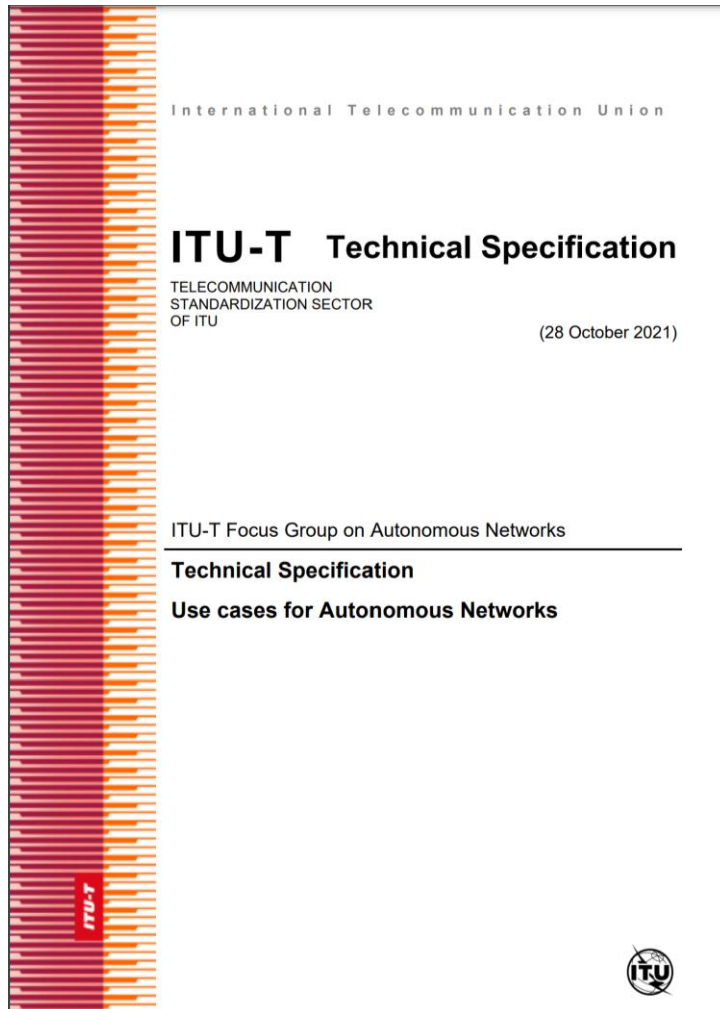 International Telecommunication Union
ITU-T Technical Specification
TELECOMMUNICATION
STANDARDIZATION SECTOR
OF ITU
(28 October 2021)
ITU-T Focus Group on Autonomous Networks
Technical Specification
Use cases for Autonomous Networks
ITU-T
ITU